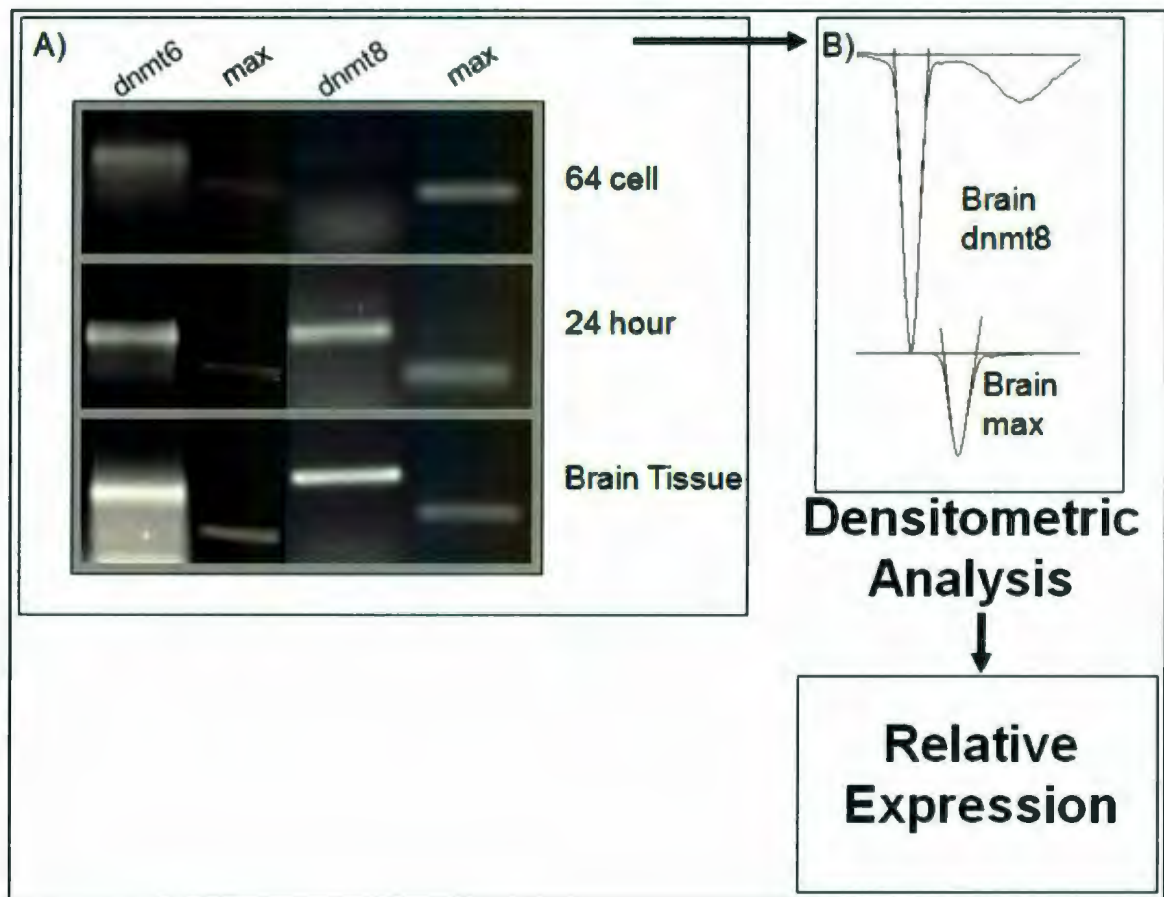 A)
dnmt6 max dnmt8 max
64 cell
24 hour
Brain Tissue
B)
Brain
dnmt8
Brain
max
Densitometric
Analysis
Relative
Expression